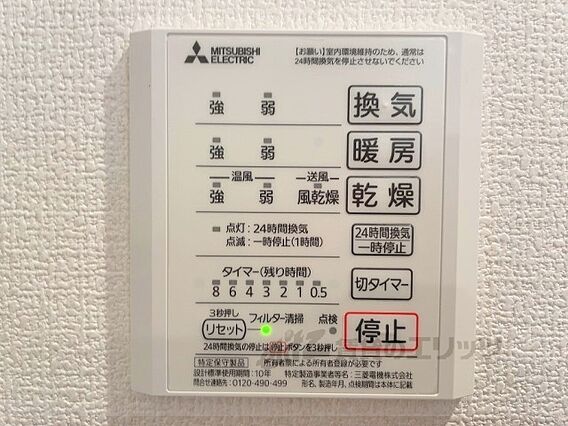 MITSUBISHI
ELECTRIC
【お願い】室内環境維持のため、通常は
24時間換気を停止させないでください
強 弱 換気
強 弱 暖房
温風 送風
強 弱 風乾燥 乾燥
点灯:24時間換気
点滅:一時停止(1時間)
24時間換気
一時停止
タイマー(残り時間)
8 6 4 3 2 1 0.5
切タイマー
3秒押し
リセット フィルター清掃 点検
停止
24時間換気の停止は停止ボタンを3秒押し
特定保守製品 所有者票による所有者登録が必要です
設計標準使用期間:10年 特定製造事業者等名:三菱電機株式会社
問合せ連絡先:0120-490-499 形名、製造年月、点検期間は本体に記載